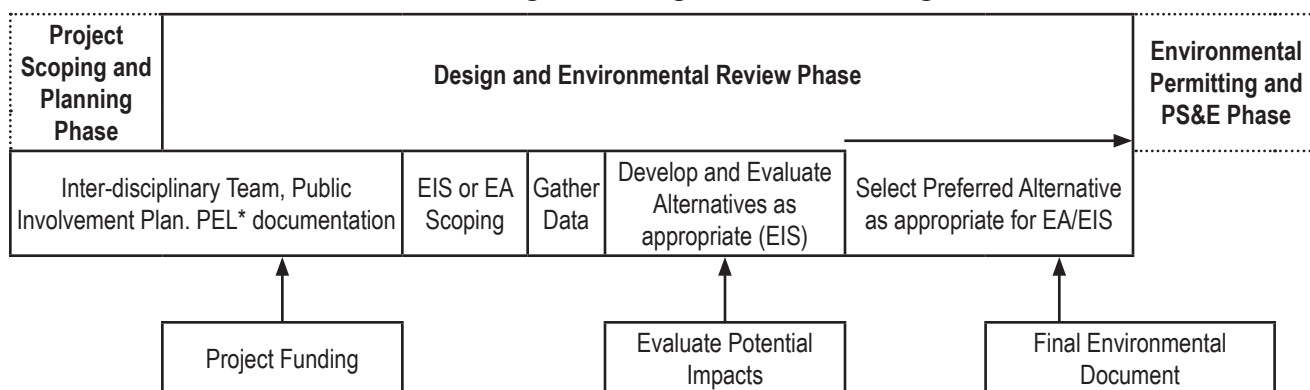 Project
Scoping and
Planning
Phase
Design and Environmental Review Phase
Environmental
Permitting and
PS&E Phase
Inter-disciplinary Team, Public
Involvement Plan. PEL* documentation
EIS or EA
Scoping
Gather
Data
Develop and Evaluate
Alternatives as
appropriate (EIS)
Select Preferred Alternative
as appropriate for EA/EIS
Project Funding
Evaluate Potential
Impacts
Final Environmental
Document